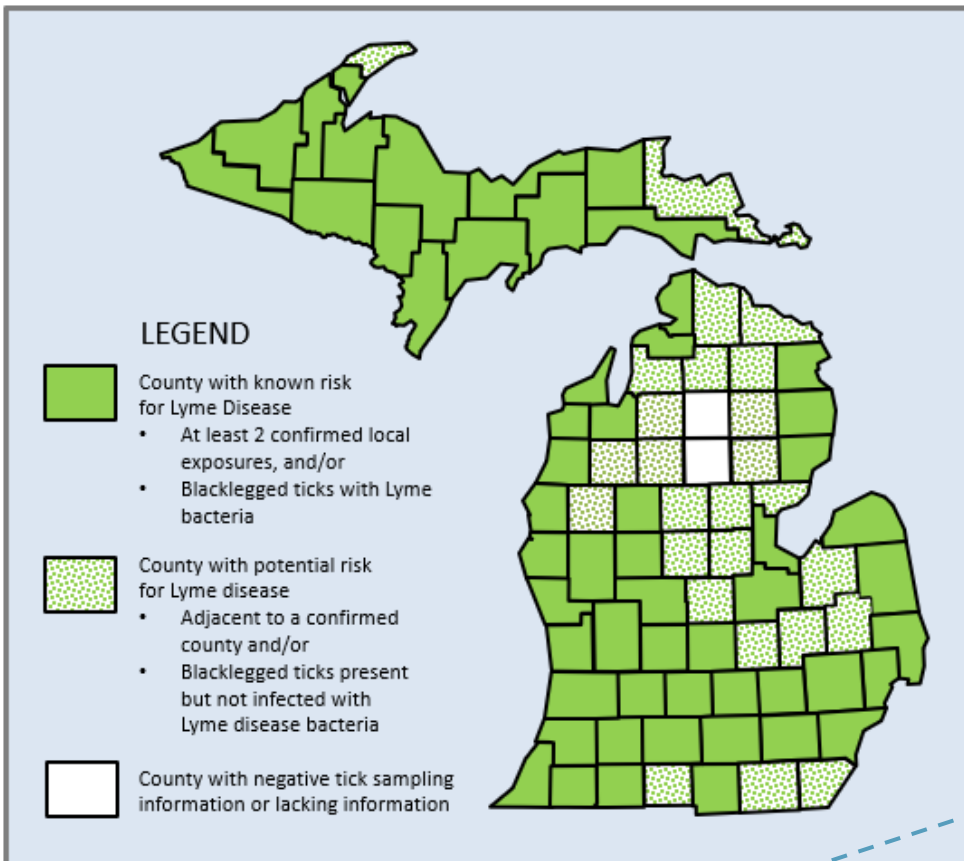 LEGEND
County with known risk
for Lyme Disease
• At least 2 confirmed local
exposures, and/or
• Blacklegged ticks with Lyme
bacteria
County with potential risk
for Lyme disease
• Adjacent to a confirmed
county and/or
• Blacklegged ticks present
but not infected with
Lyme disease bacteria
County with negative tick sampling
information or lacking information